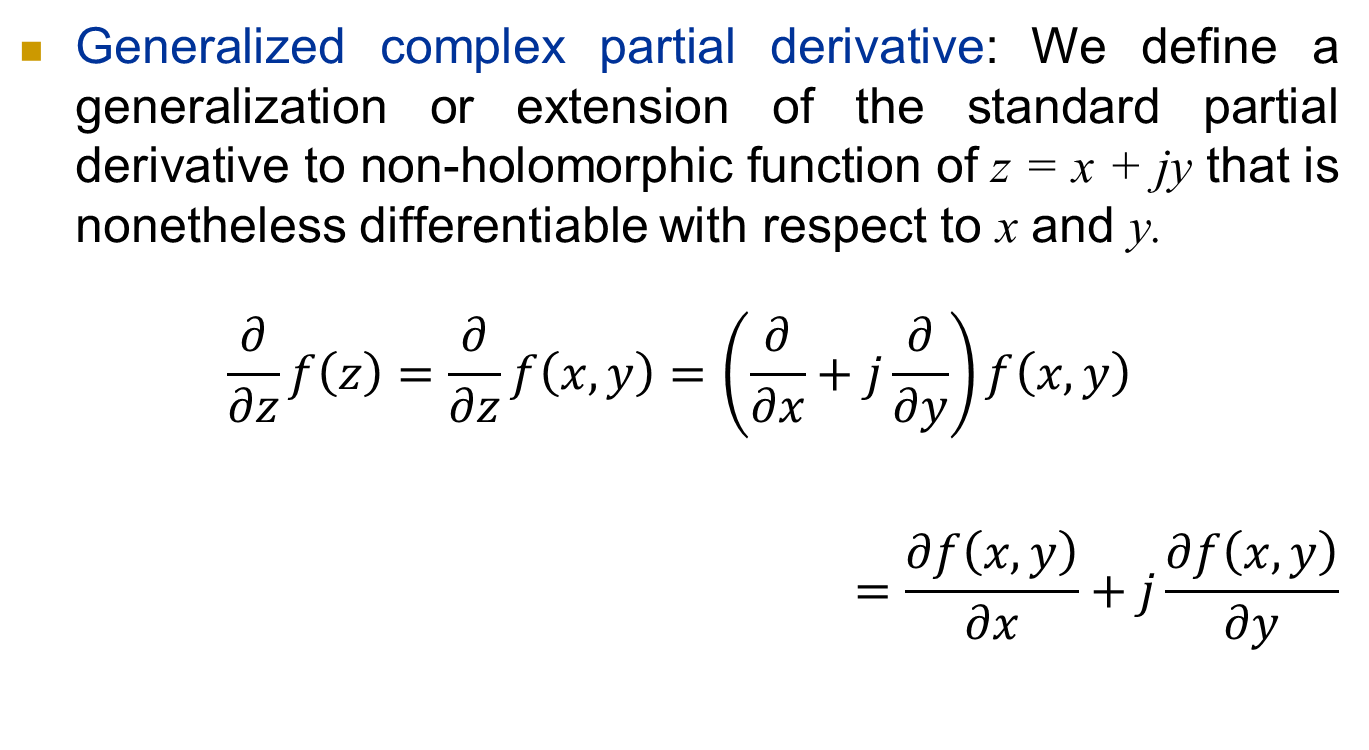 ■ Generalized complex partial derivative: We define a
generalization or extension of the standard partial
derivative to non-holomorphic function of z = x + jy that is
nonetheless differentiable with respect to x and y.
∂/∂z f(z) = ∂/∂z f(x, y) = (∂/∂x + j ∂/∂y) f(x, y)
= ∂f(x, y)/∂x + j ∂f(x, y)/∂y